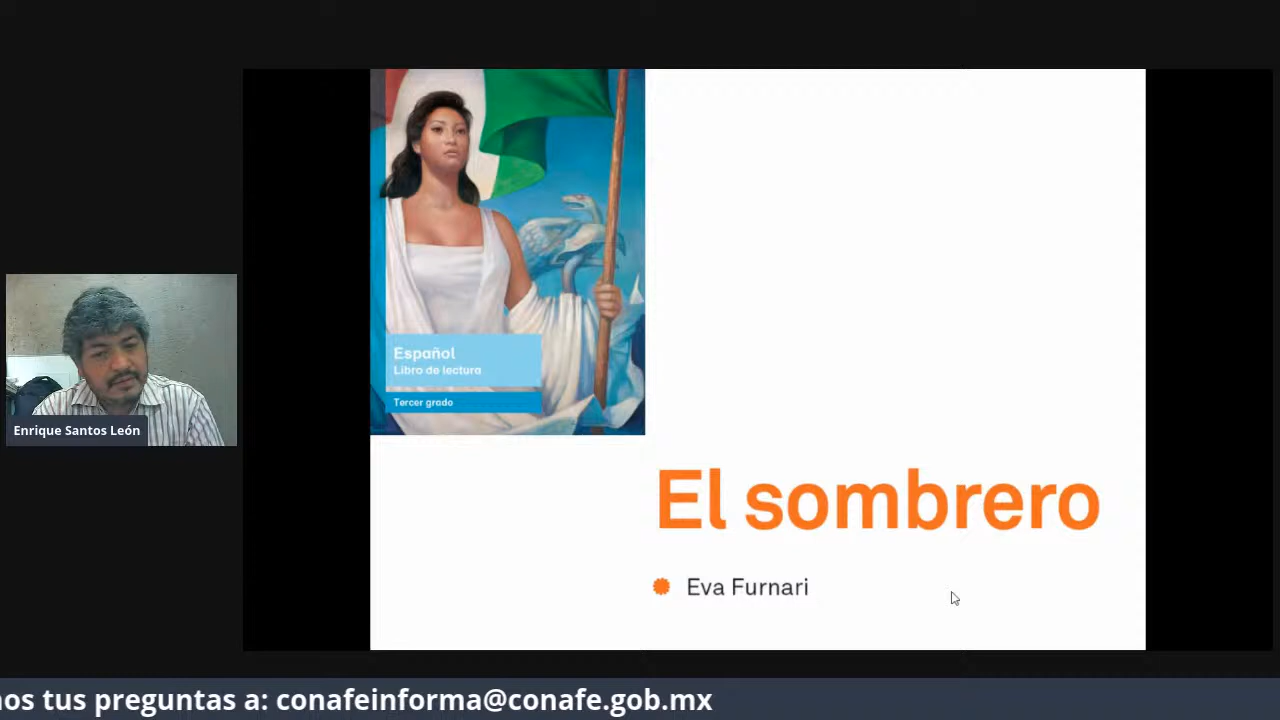 Español
Libro de lectura
Tercer grado
El sombrero
Eva Furnari
Enrique Santos León
tus preguntas a: conafeinforma@conafe.gob.mx